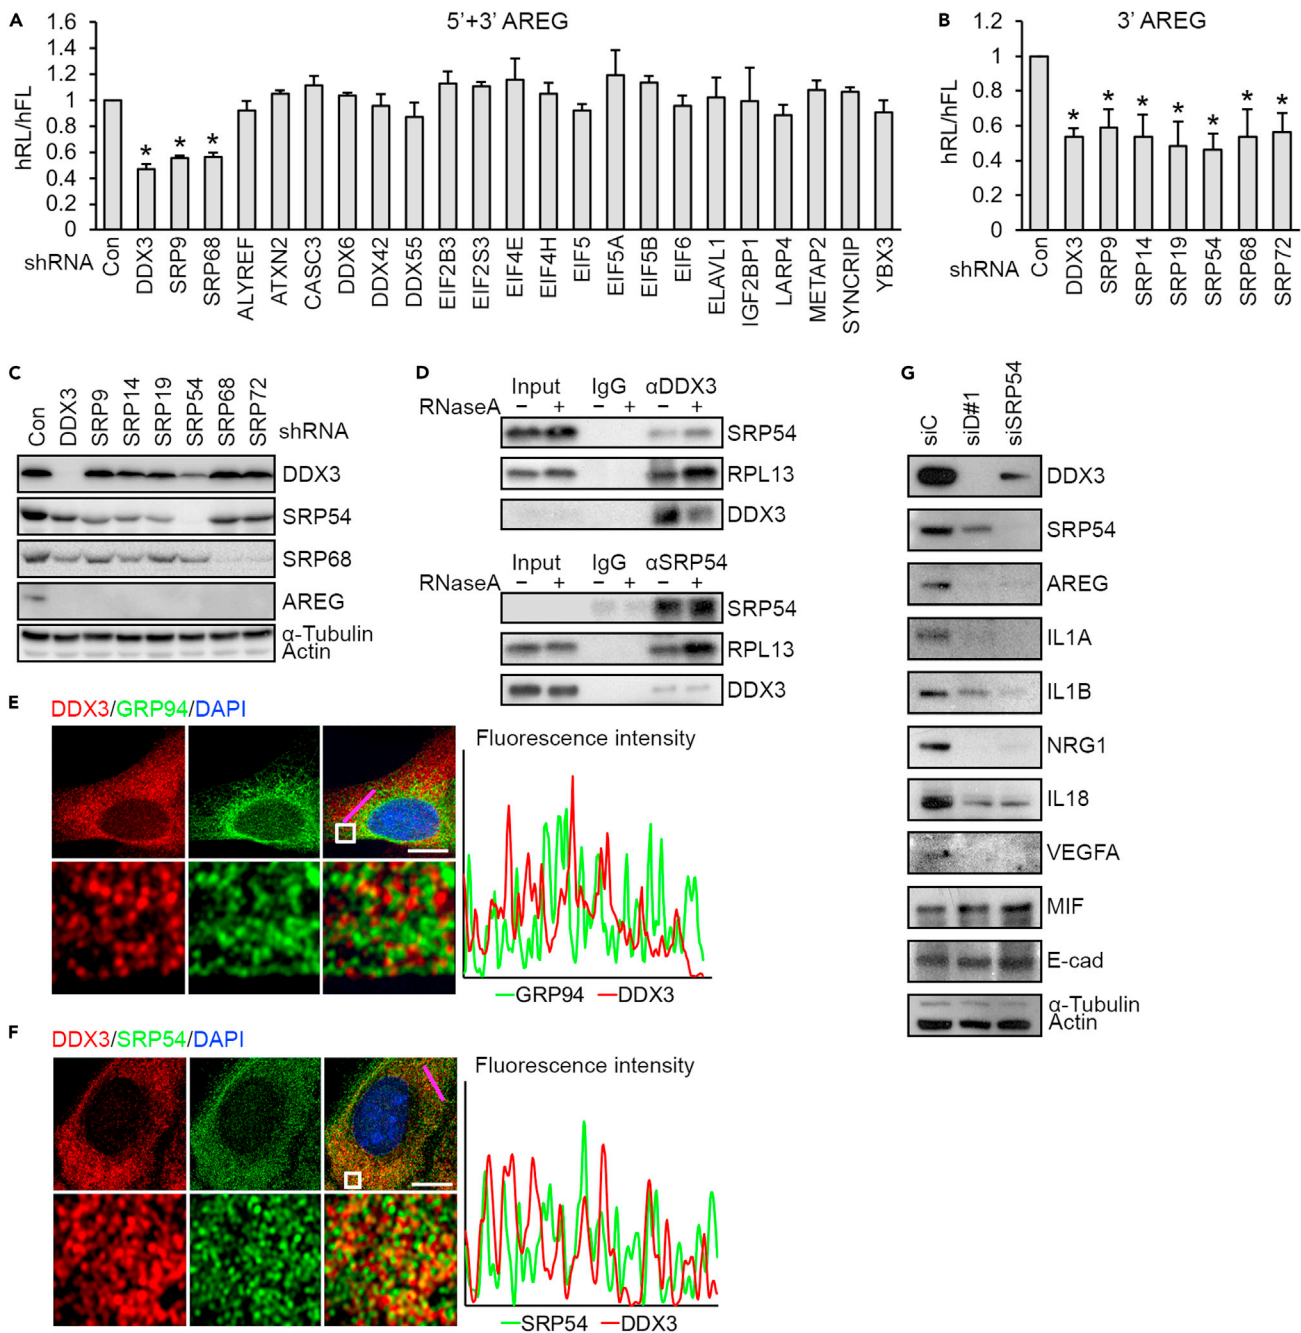 A
5'+3' AREG
hRL/hFL
1.6
1.4
1.2
1
0.8
0.6
0.4
0.2
0
* * *
shRNA
Con
DDX3
SRP9
SRP68
ALYREF
ATXN2
CASC3
DDX6
DDX42
DDX55
EIF2B3
EIF2S3
EIF4E
EIF4H
EIF5
EIF5A
EIF5B
EIF6
ELAVL1
IGF2BP1
LARP4
METAP2
SYNCRIP
YBX3
B
3' AREG
hRL/hFL
1.2
1
0.8
0.6
0.4
0.2
0
* * * * * * *
shRNA
Con
DDX3
SRP9
SRP14
SRP19
SRP54
SRP68
SRP72
C
Con
DDX3
SRP9
SRP14
SRP19
SRP54
SRP68
SRP72
shRNA
DDX3
SRP54
SRP68
AREG
α-Tubulin
Actin
D
Input IgG αDDX3
RNaseA − + − + − +
SRP54
RPL13
DDX3
Input IgG αSRP54
RNaseA − + − + − +
SRP54
RPL13
DDX3
E
DDX3/GRP94/DAPI
Fluorescence intensity
GRP94 DDX3
F
DDX3/SRP54/DAPI
Fluorescence intensity
SRP54 DDX3
G
siC
siD#1
siSRP54
DDX3
SRP54
AREG
IL1A
IL1B
NRG1
IL18
VEGFA
MIF
E-cad
α-Tubulin
Actin